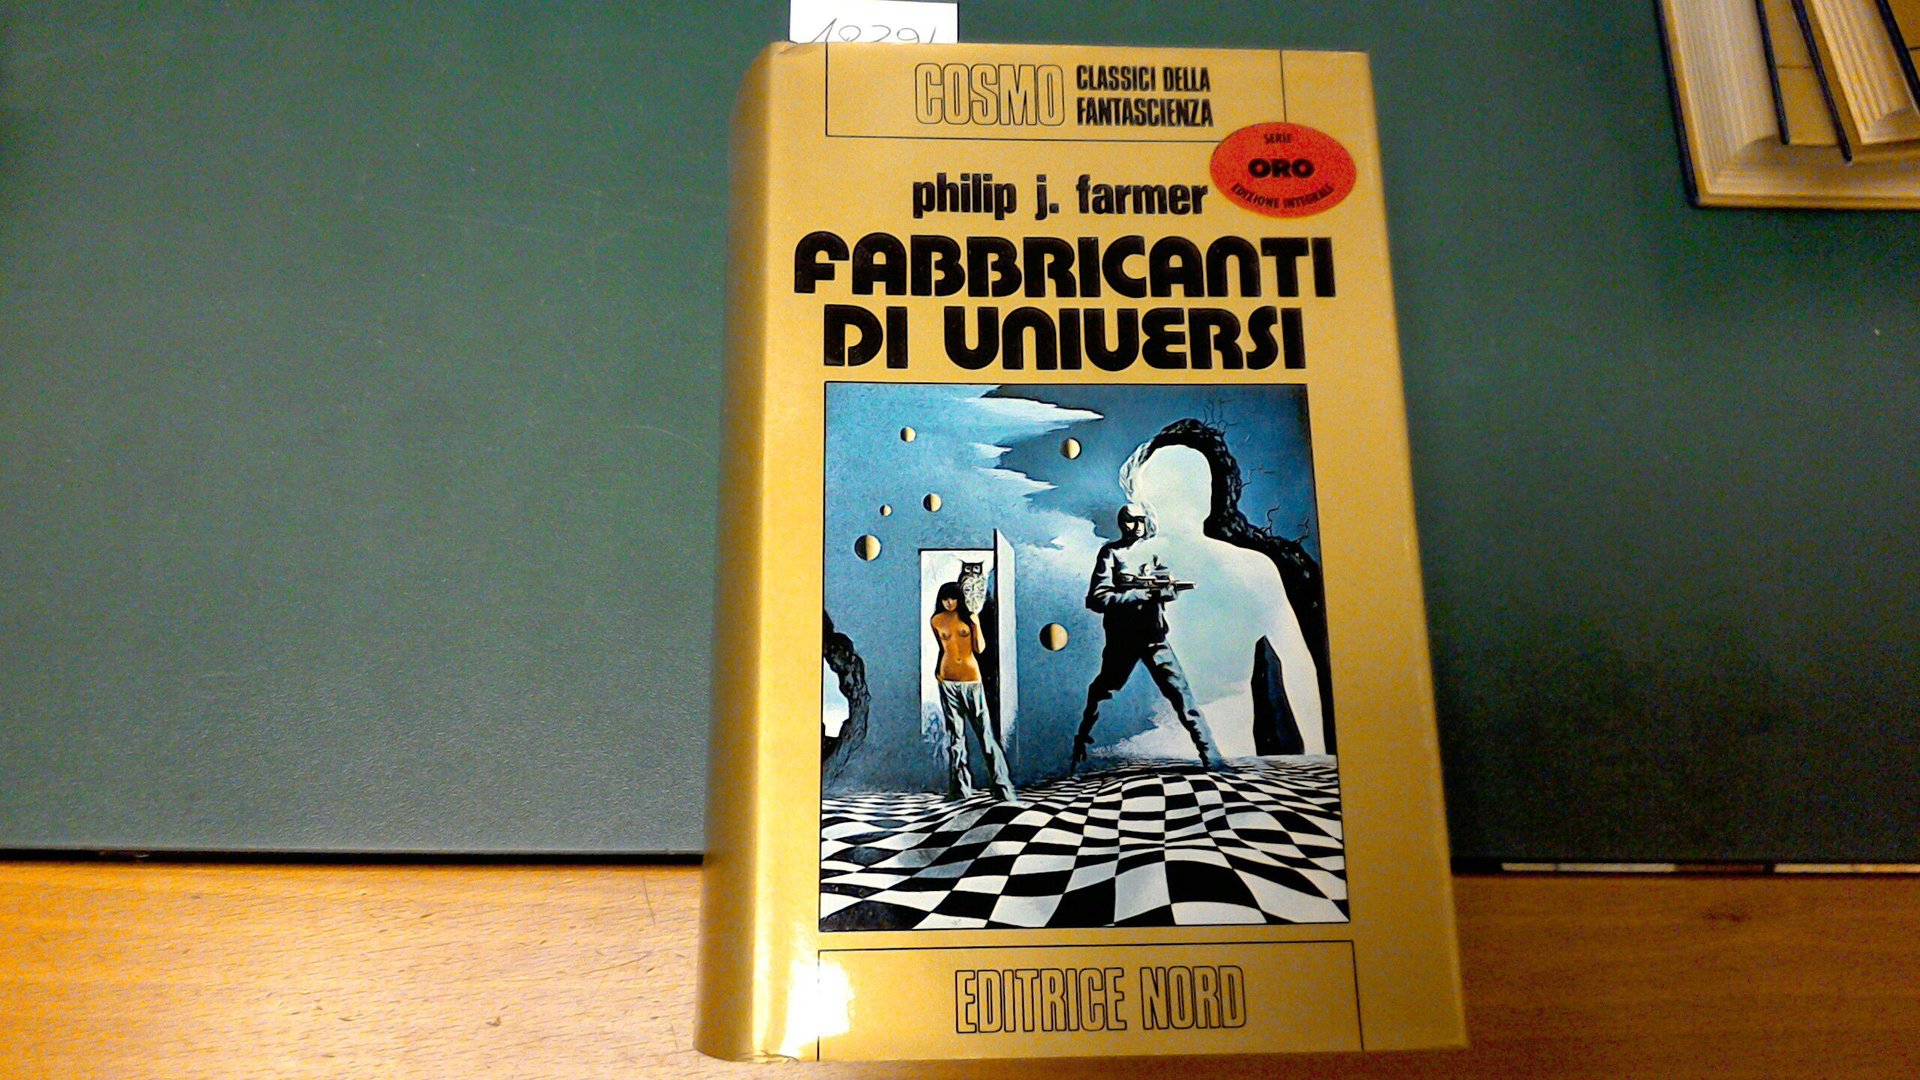 COSMO CLASSICI DELLA
FANTASCIENZA
SERIE
ORO
EDIZIONE INTEGRALE
philip j. farmer
FABBRICANTI
DI UNIVERSI
EDITRICE NORD